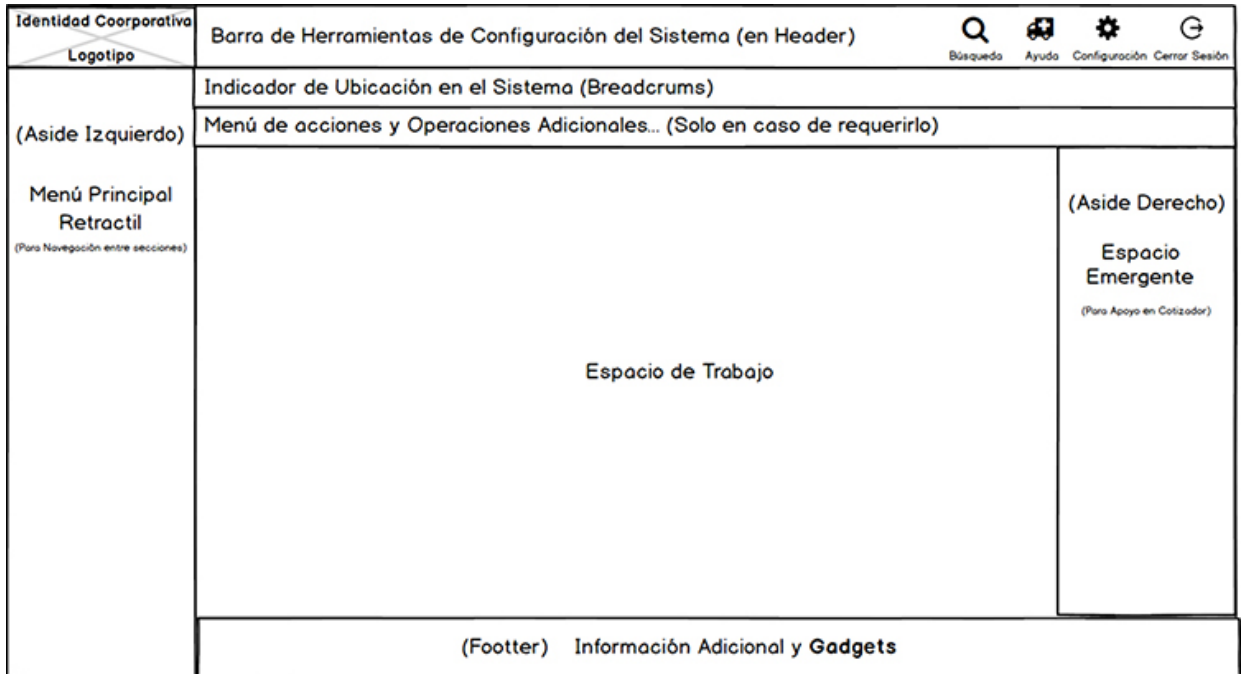 Identidad Coorporativa
Logotipo
Barra de Herramientas de Configuración del Sistema (en Header)
Búsqueda
Ayuda
Configuración
Cerrar Sesión
Indicador de Ubicación en el Sistema (Breadcrums)
Menú de acciones y Operaciones Adicionales... (Solo en caso de requerirlo)
(Aside Izquierdo)
Menú Principal
Retractil
(Para Navegación entre secciones)
Espacio de Trabajo
(Aside Derecho)
Espacio
Emergente
(Para Apoyo en Cotizador)
(Footter) Información Adicional y Gadgets